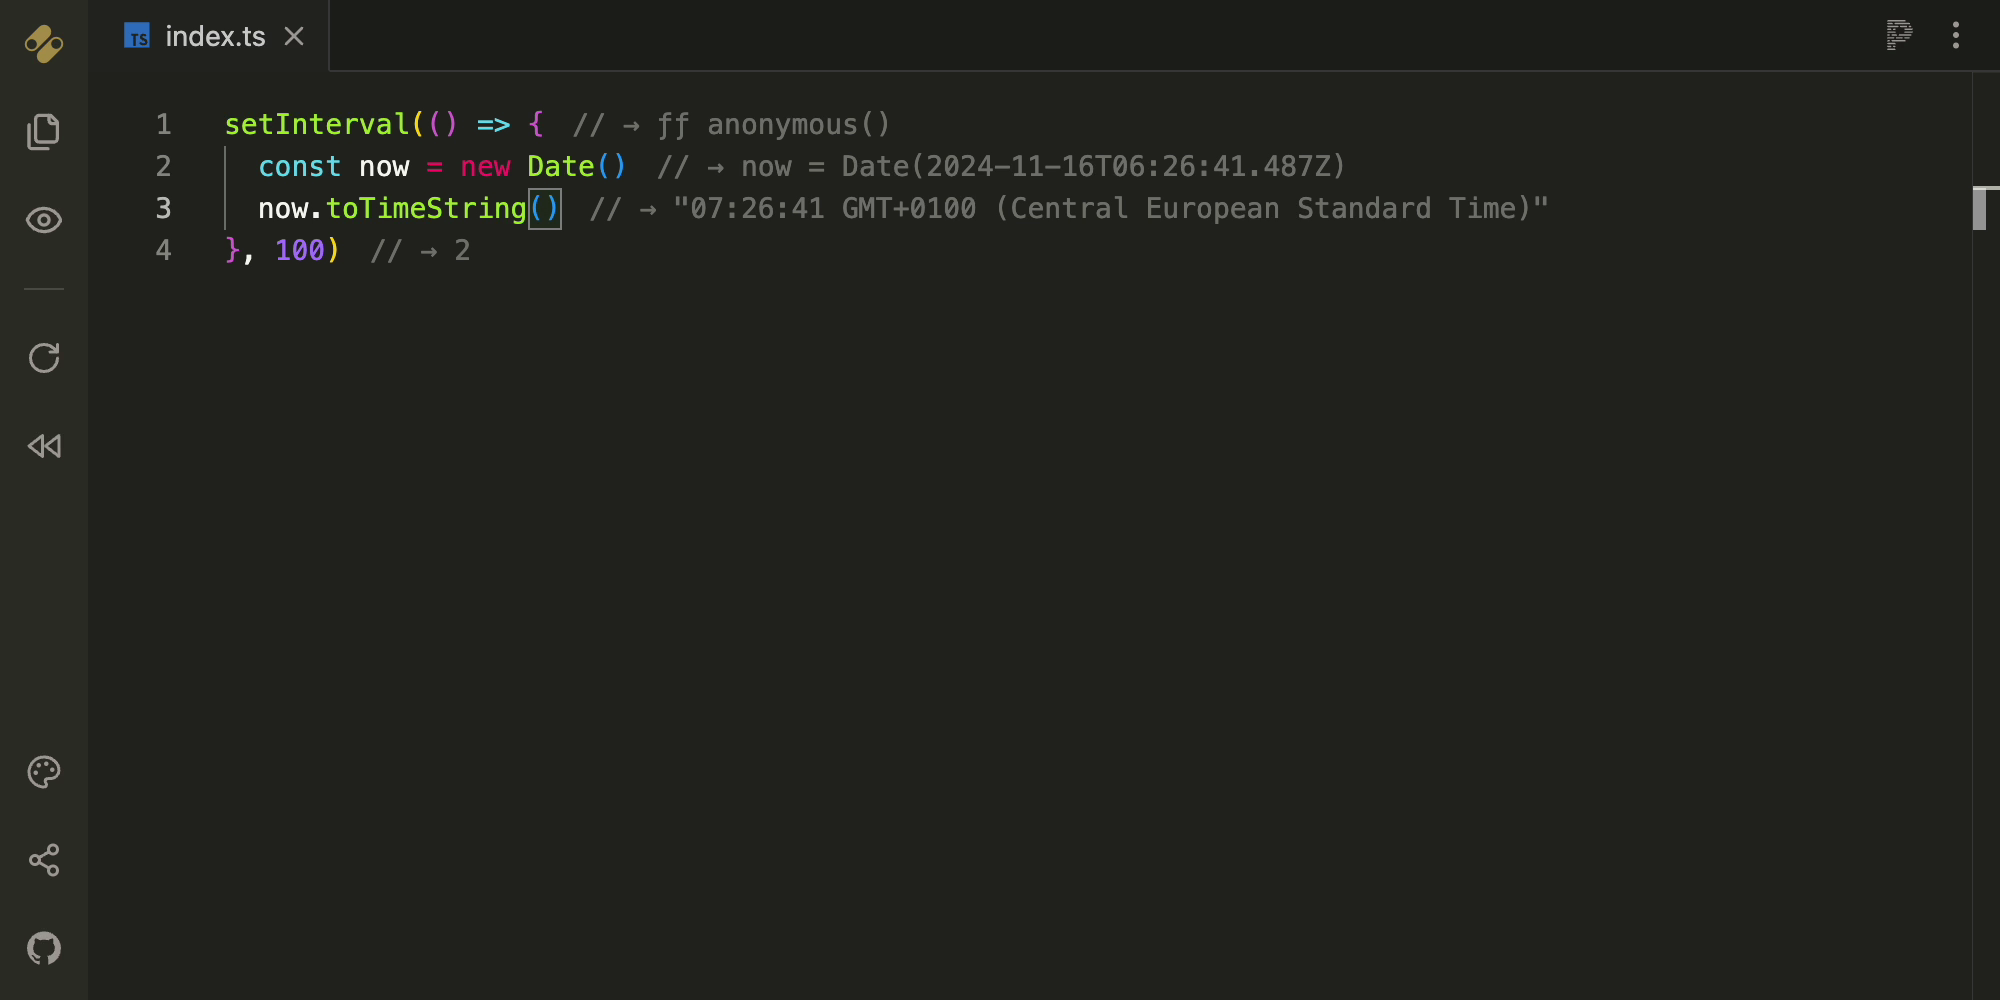 TS index.ts
1 setInterval(() => { // → ƒƒ anonymous()
2 const now = new Date() // → now = Date(2024-11-16T06:26:41.487Z)
3 now.toTimeString() // → "07:26:41 GMT+0100 (Central European Standard Time)"
4 }, 100) // → 2